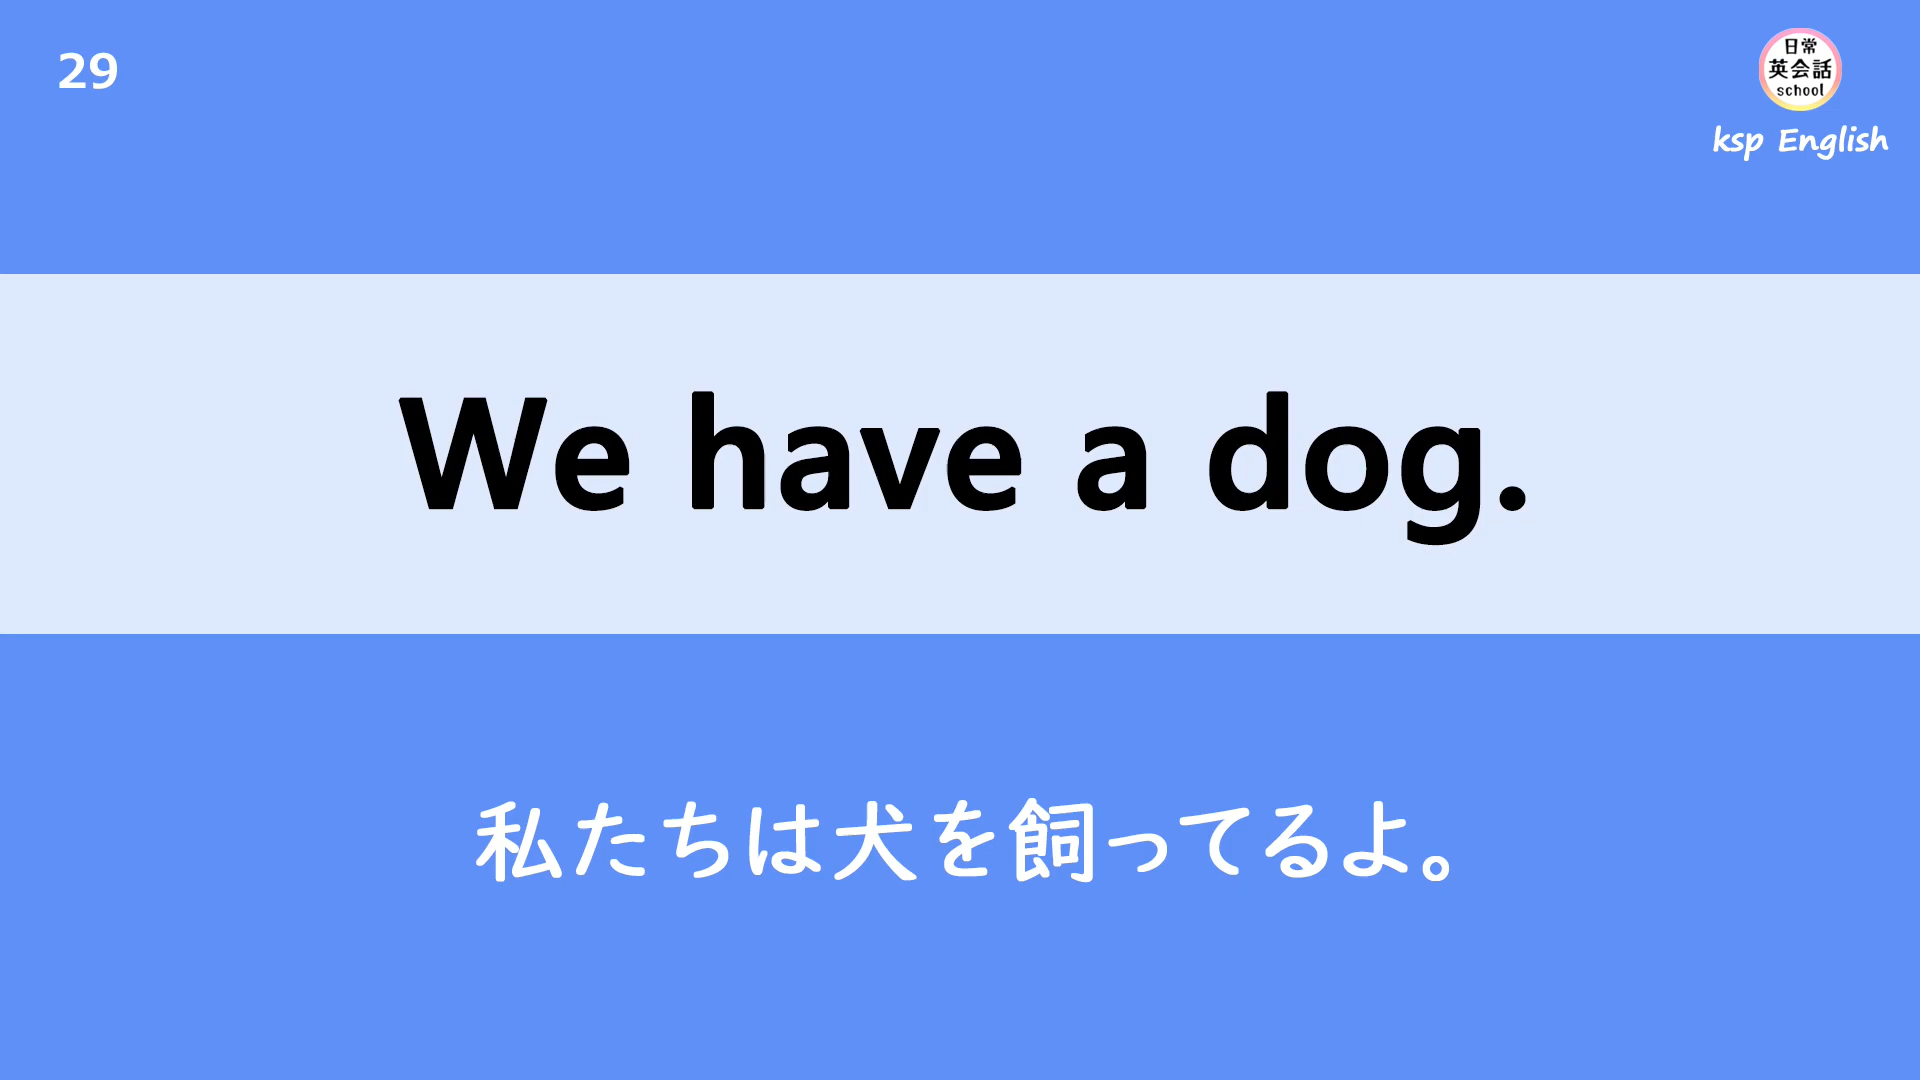 29
日常
英会話
school
ksp English
We have a dog.
私たちは犬を飼ってるよ。